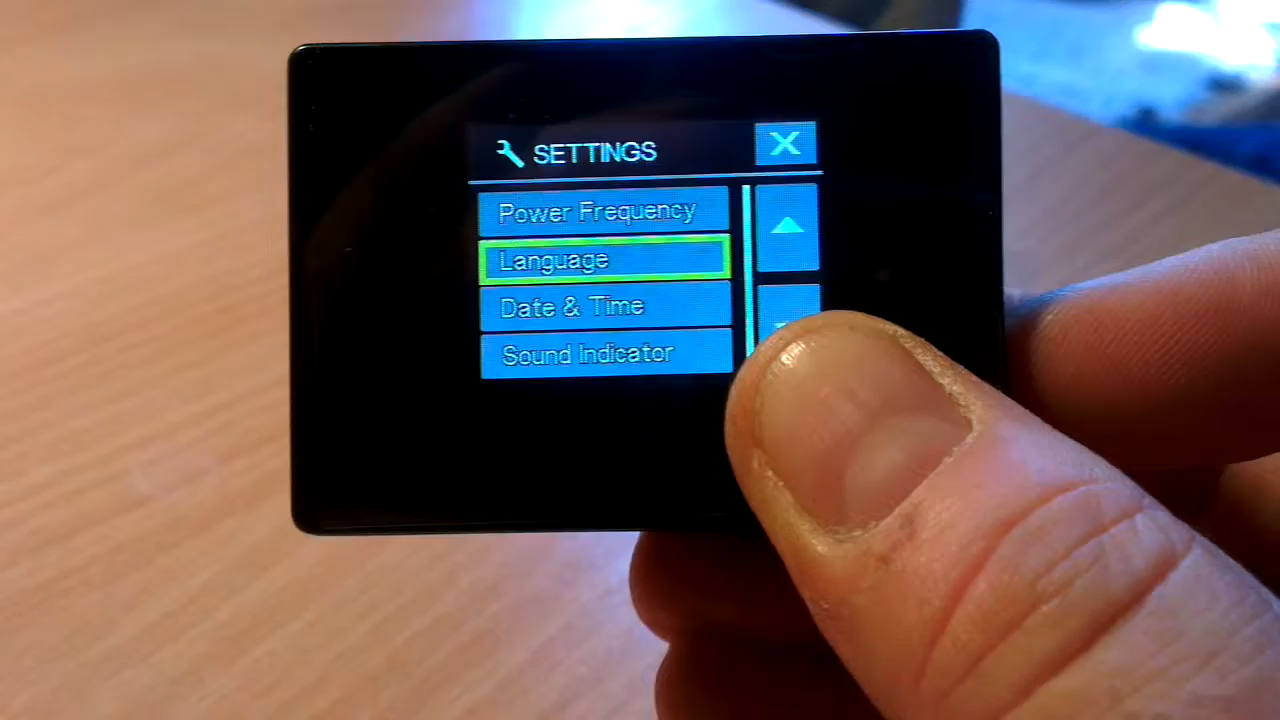 SETTINGS X
Power Frequency
Language
Date & Time
Sound Indicator